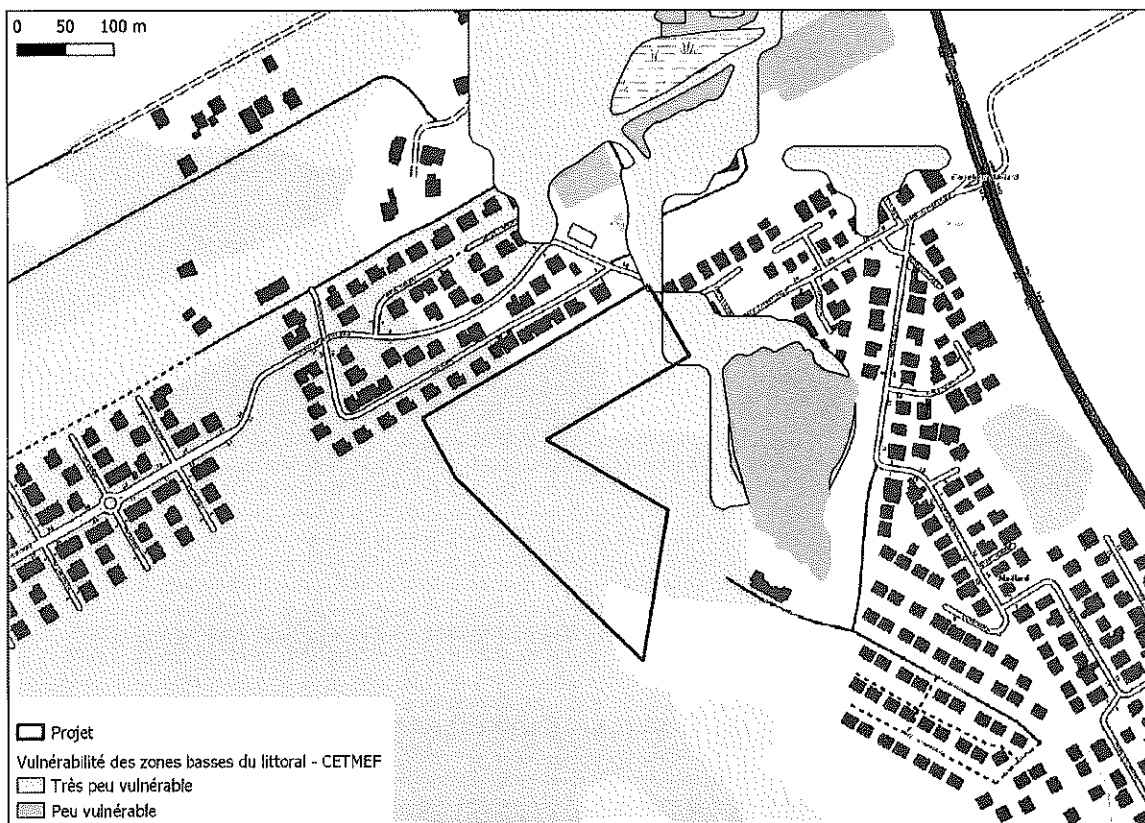 0 50 100 m
Projet
Vulnérabilité des zones basses du littoral - CETMEF
Très peu vulnérable
Peu vulnérable